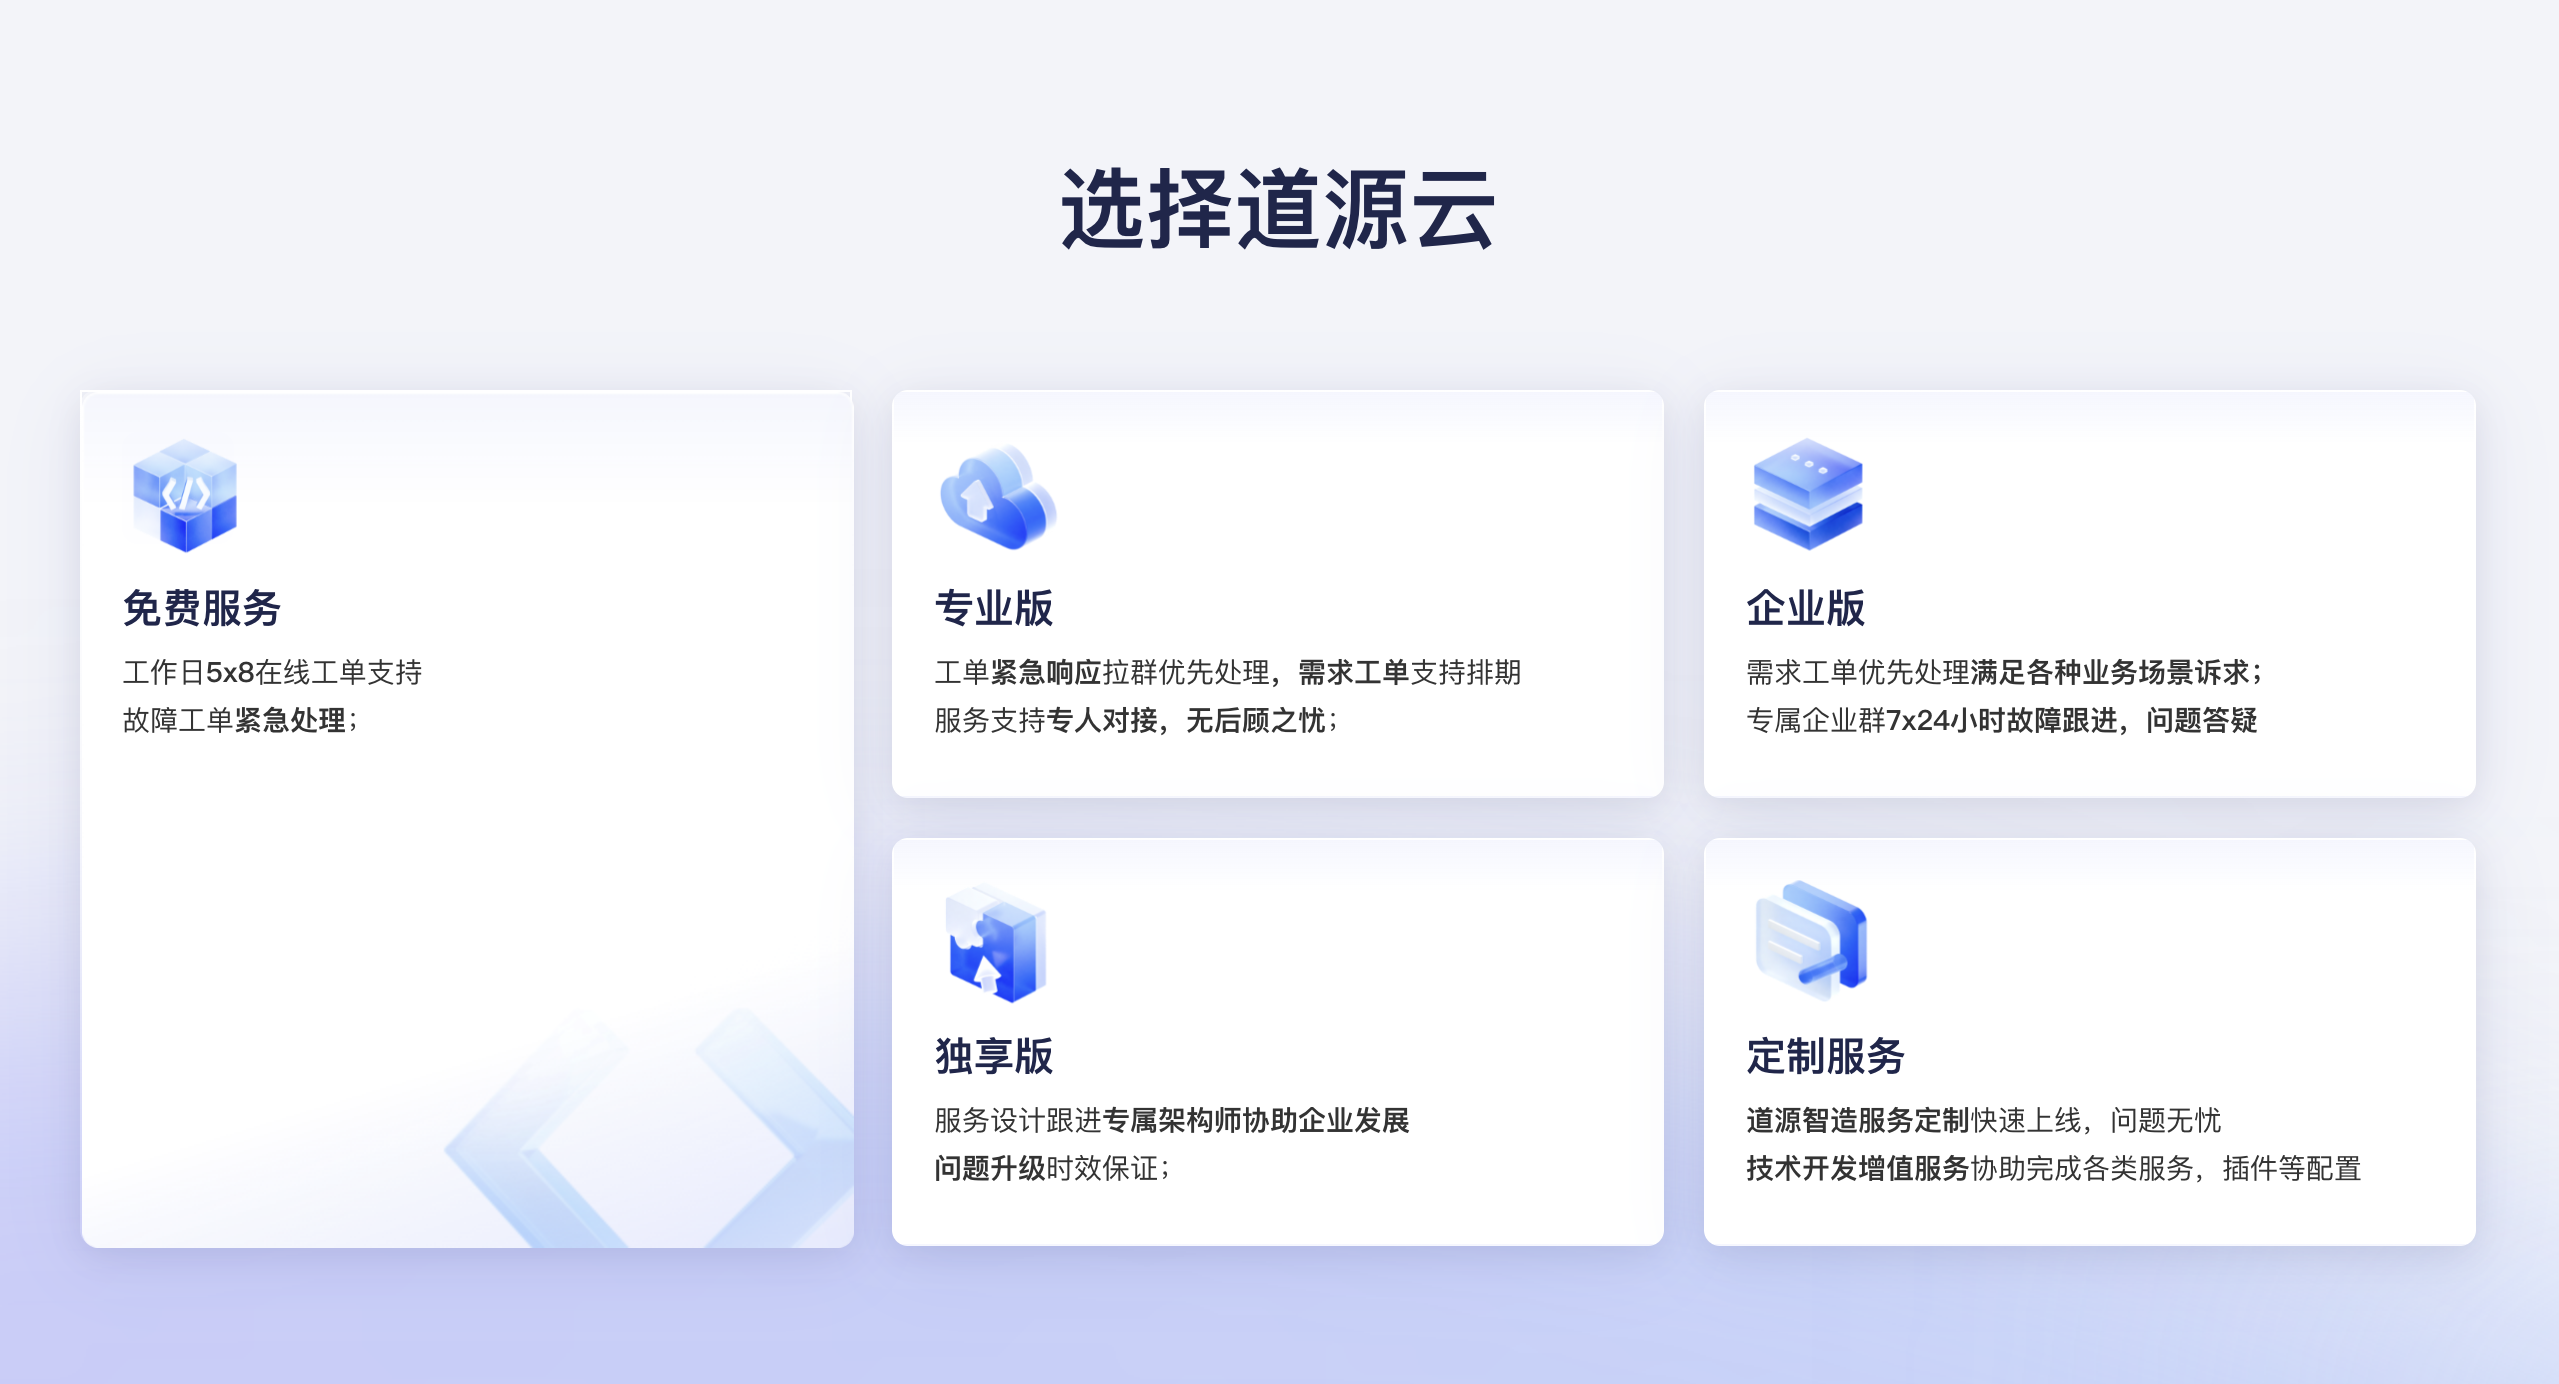 选择道源云
免费服务
工作日5x8在线工单支持
故障工单紧急处理；
专业版
工单紧急响应拉群优先处理，需求工单支持排期
服务支持专人对接，无后顾之忧；
企业版
需求工单优先处理满足各种业务场景诉求；
专属企业群7x24小时故障跟进，问题答疑
独享版
服务设计跟进专属架构师协助企业发展
问题升级时效保证；
定制服务
道源智造服务定制快速上线，问题无忧
技术开发增值服务协助完成各类服务，插件等配置